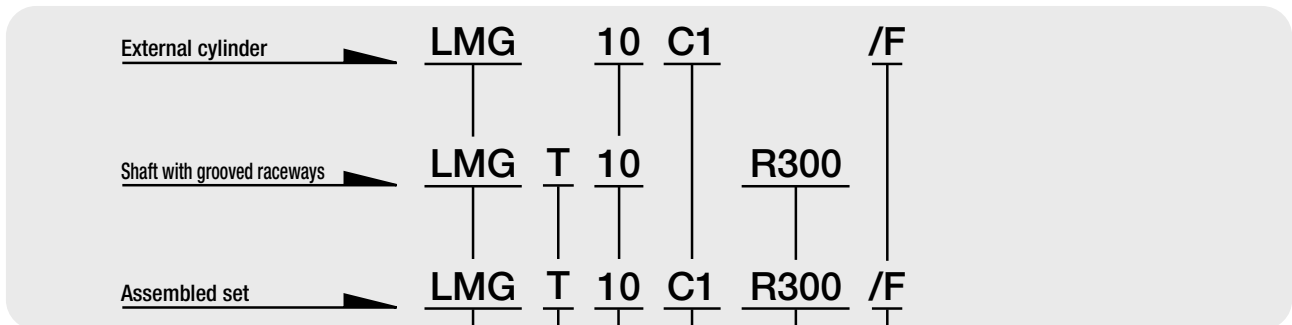 External cylinder LMG 10 C1 /F
Shaft with grooved raceways LMG T 10 R300
Assembled set LMG T 10 C1 R300 /F